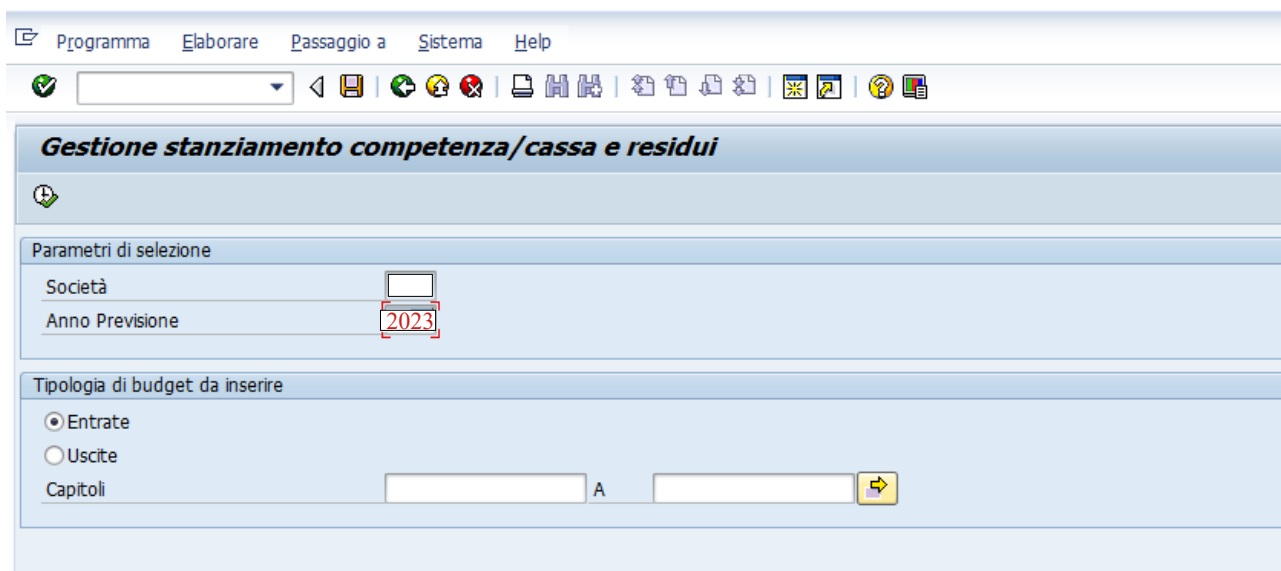 Programma Elaborare Passaggio a Sistema Help
Gestione stanziamento competenza/cassa e residui
Parametri di selezione
Società
Anno Previsione 2023
Tipologia di budget da inserire
Entrate
Uscite
Capitoli A